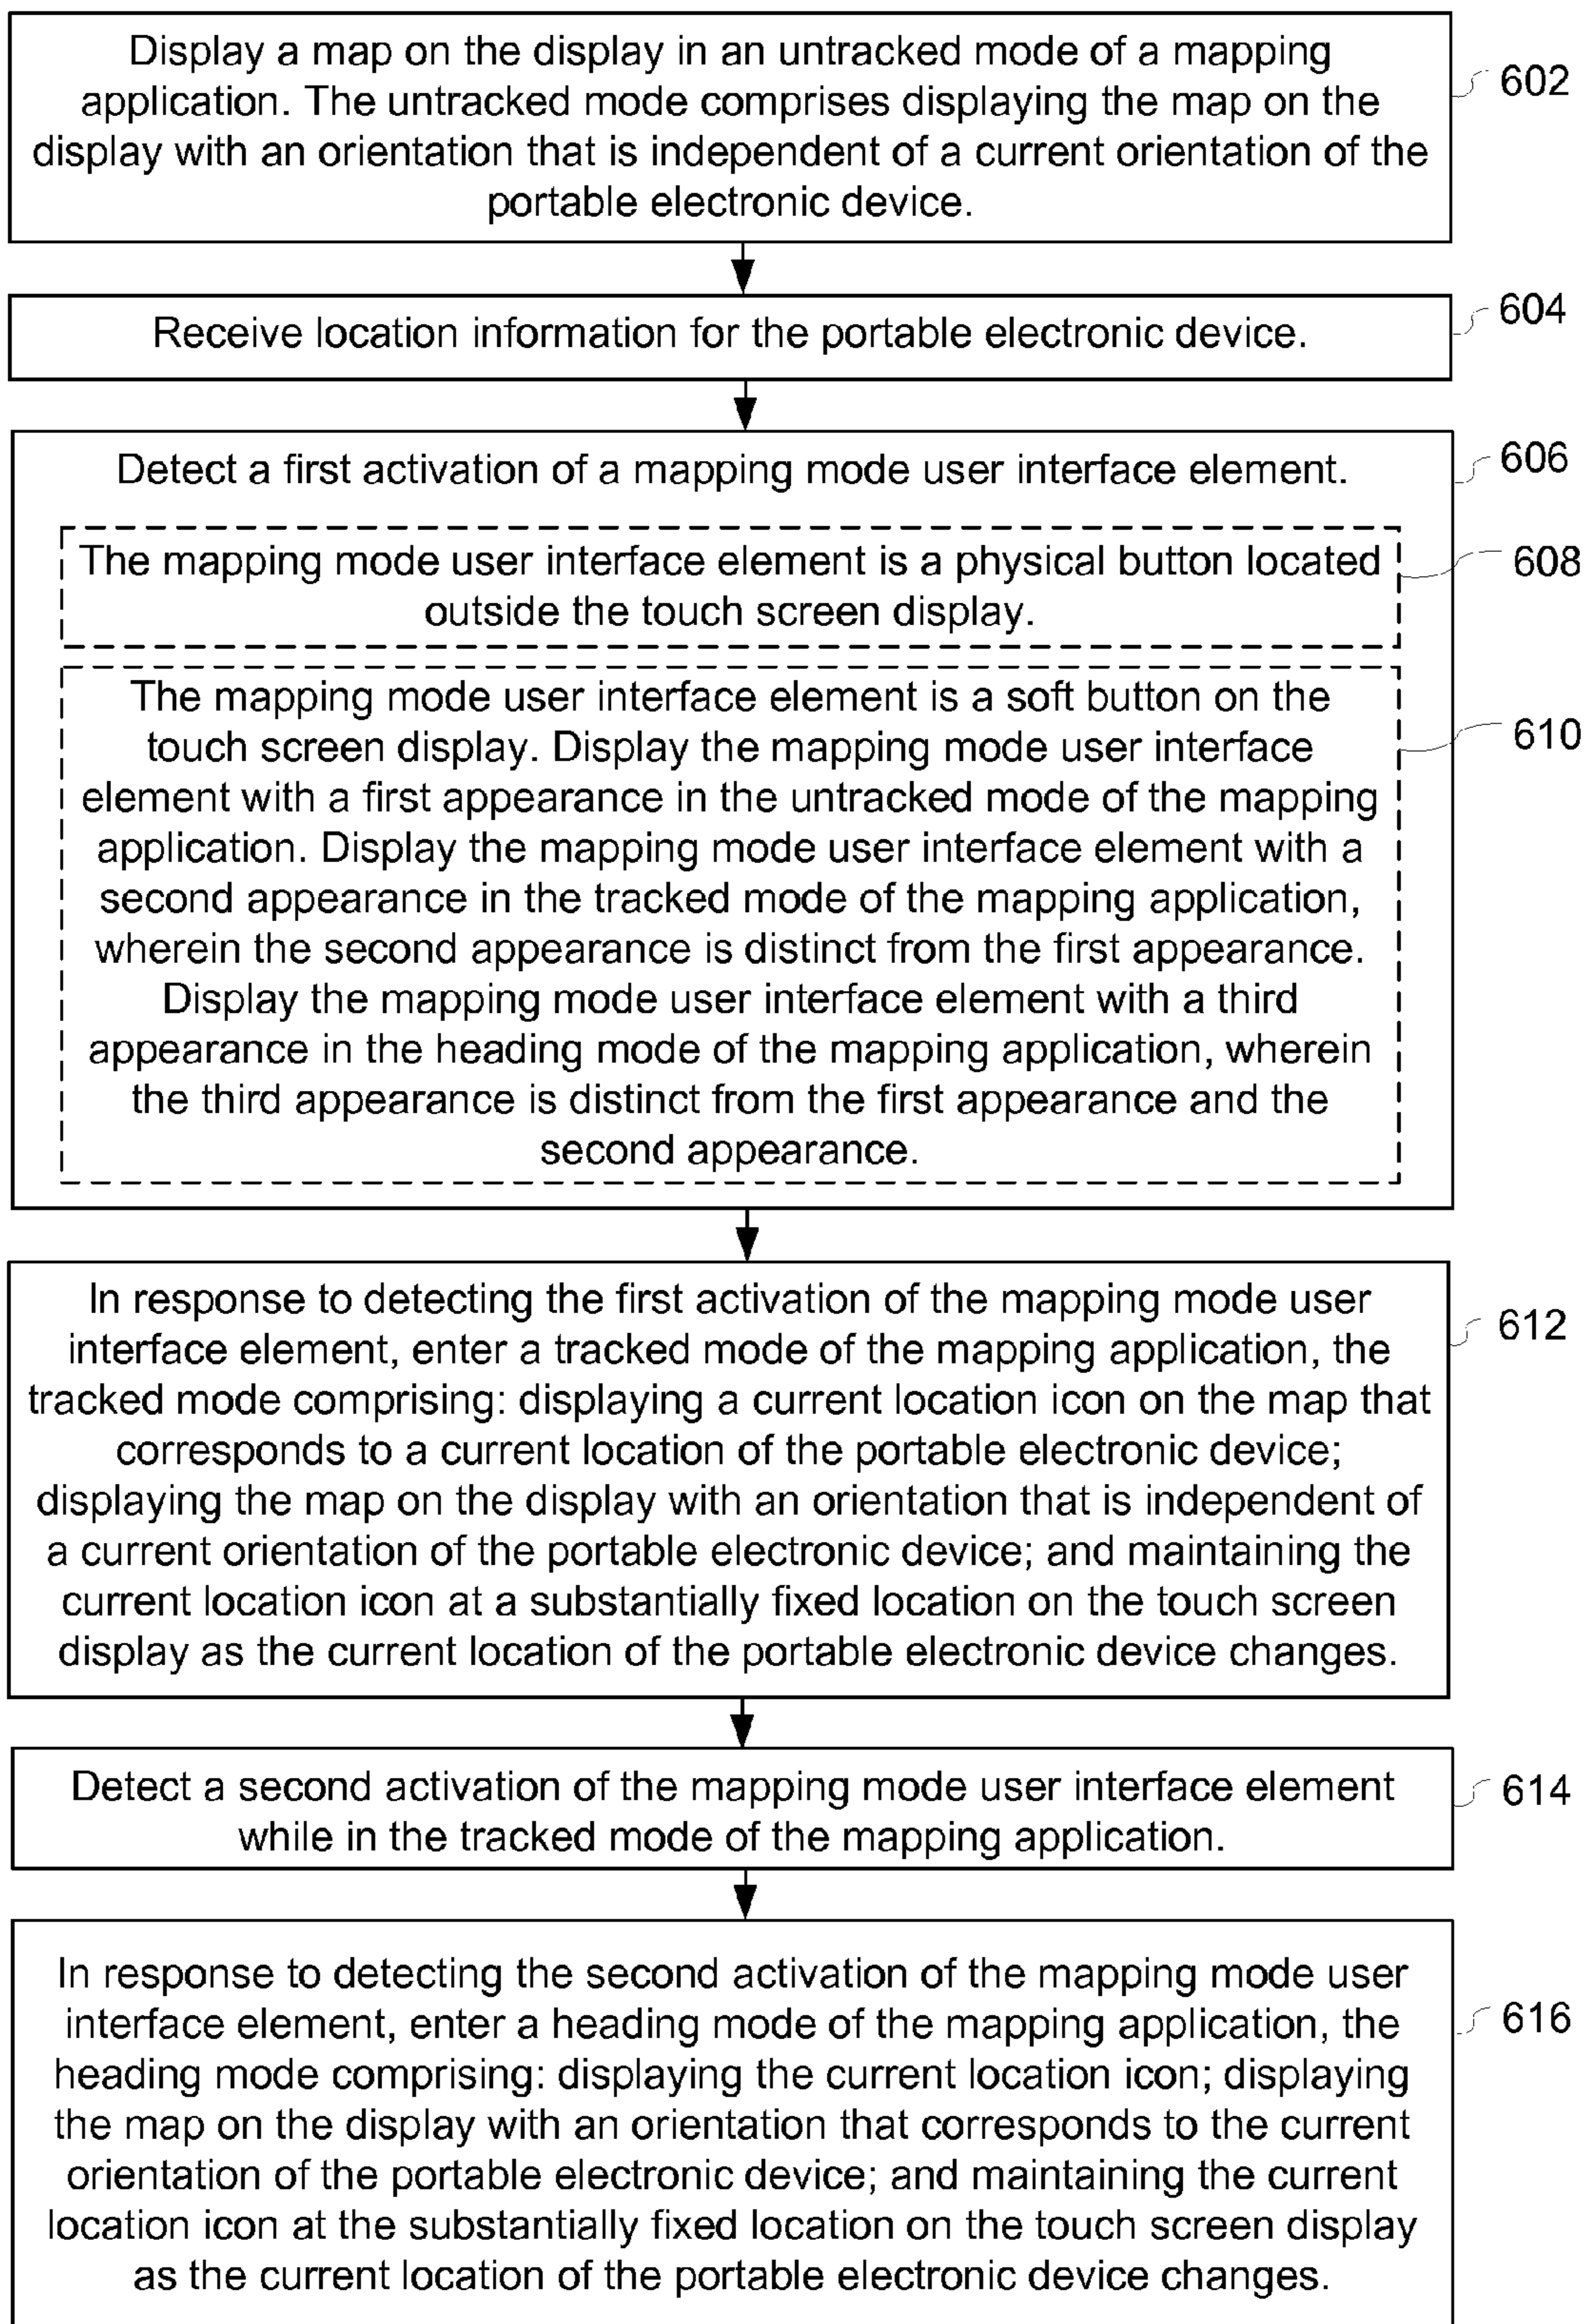 Display a map on the display in an untracked mode of a mapping
application. The untracked mode comprises displaying the map on the
display with an orientation that is independent of a current orientation of the
portable electronic device.
602
Receive location information for the portable electronic device.
604
Detect a first activation of a mapping mode user interface element.
606
The mapping mode user interface element is a physical button located
outside the touch screen display.
608
The mapping mode user interface element is a soft button on the
touch screen display. Display the mapping mode user interface
element with a first appearance in the untracked mode of the mapping
application. Display the mapping mode user interface element with a
second appearance in the tracked mode of the mapping application,
wherein the second appearance is distinct from the first appearance.
Display the mapping mode user interface element with a third
appearance in the heading mode of the mapping application, wherein
the third appearance is distinct from the first appearance and the
second appearance.
610
In response to detecting the first activation of the mapping mode user
interface element, enter a tracked mode of the mapping application, the
tracked mode comprising: displaying a current location icon on the map that
corresponds to a current location of the portable electronic device;
displaying the map on the display with an orientation that is independent of
a current orientation of the portable electronic device; and maintaining the
current location icon at a substantially fixed location on the touch screen
display as the current location of the portable electronic device changes.
612
Detect a second activation of the mapping mode user interface element
while in the tracked mode of the mapping application.
614
In response to detecting the second activation of the mapping mode user
interface element, enter a heading mode of the mapping application, the
heading mode comprising: displaying the current location icon; displaying
the map on the display with an orientation that corresponds to the current
orientation of the portable electronic device; and maintaining the current
location icon at the substantially fixed location on the touch screen display
as the current location of the portable electronic device changes.
616